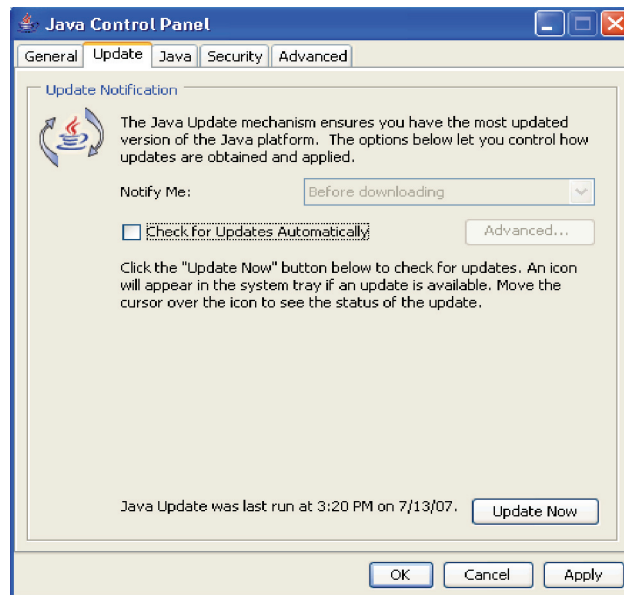 Java Control Panel
General Update Java Security Advanced
Update Notification
The Java Update mechanism ensures you have the most updated
version of the Java platform. The options below let you control how
updates are obtained and applied.
Notify Me: Before downloading
Check for Updates Automatically Advanced...
Click the "Update Now" button below to check for updates. An icon
will appear in the system tray if an update is available. Move the
cursor over the icon to see the status of the update.
Java Update was last run at 3:20 PM on 7/13/07. Update Now
OK Cancel Apply